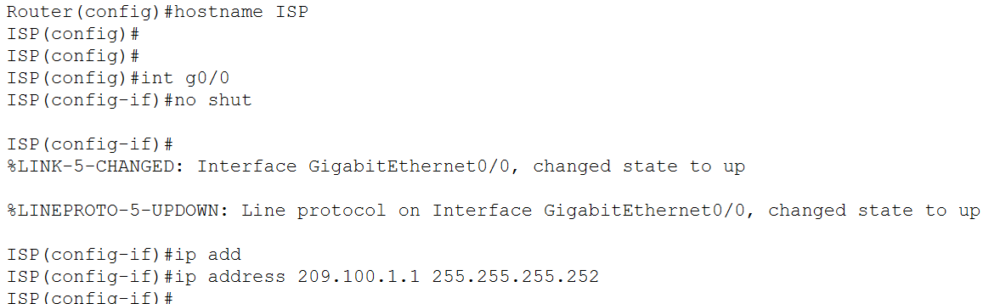 Router(config)#hostname ISP
ISP(config)#
ISP(config)#
ISP(config)#int g0/0
ISP(config-if)#no shut
ISP(config-if)#
%LINK-5-CHANGED: Interface GigabitEthernet0/0, changed state to up
%LINEPROTO-5-UPDOWN: Line protocol on Interface GigabitEthernet0/0, changed state to up
ISP(config-if)#ip add
ISP(config-if)#ip address 209.100.1.1 255.255.255.252
ISP(config-if)#